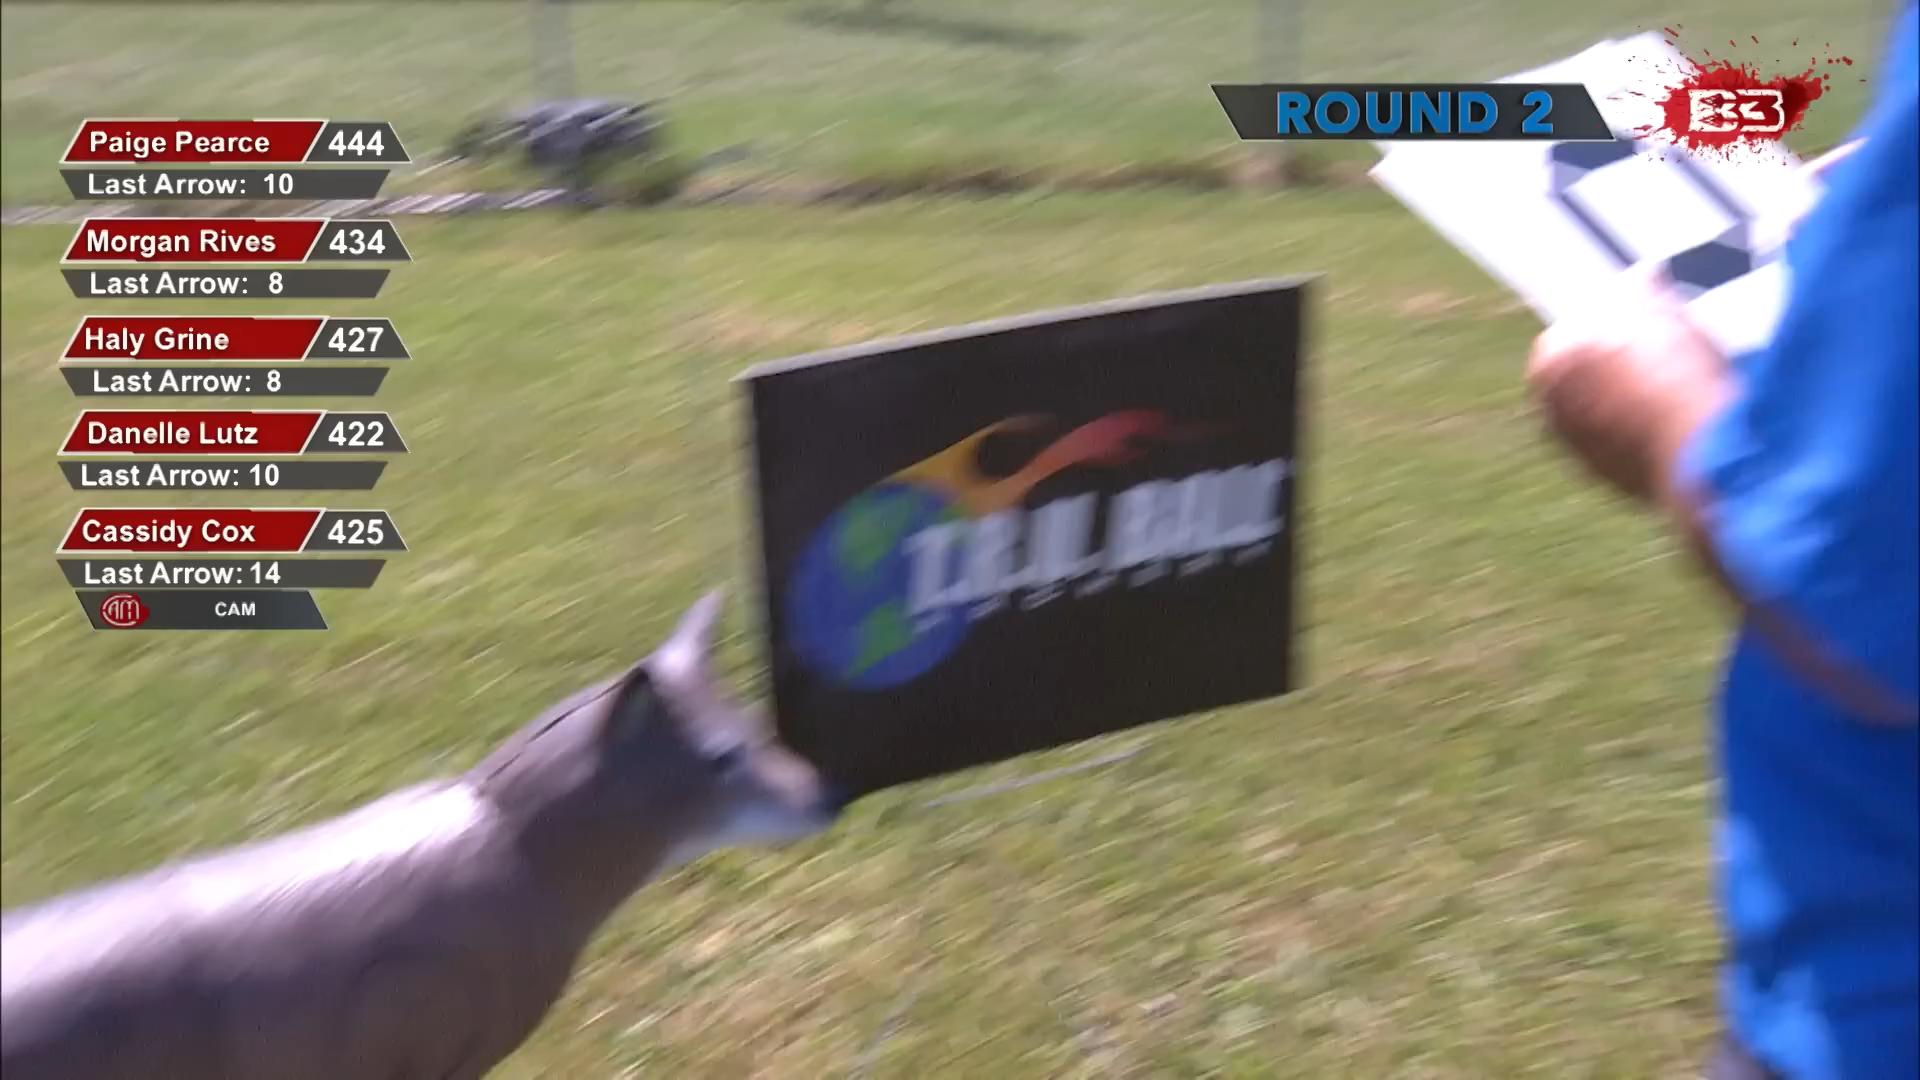 Paige Pearce 444
Last Arrow: 10
Morgan Rives 434
Last Arrow: 8
Haly Grine 427
Last Arrow: 8
Danelle Lutz 422
Last Arrow: 10
Cassidy Cox 425
Last Arrow: 14
CAM CAM
ROUND 2
B3